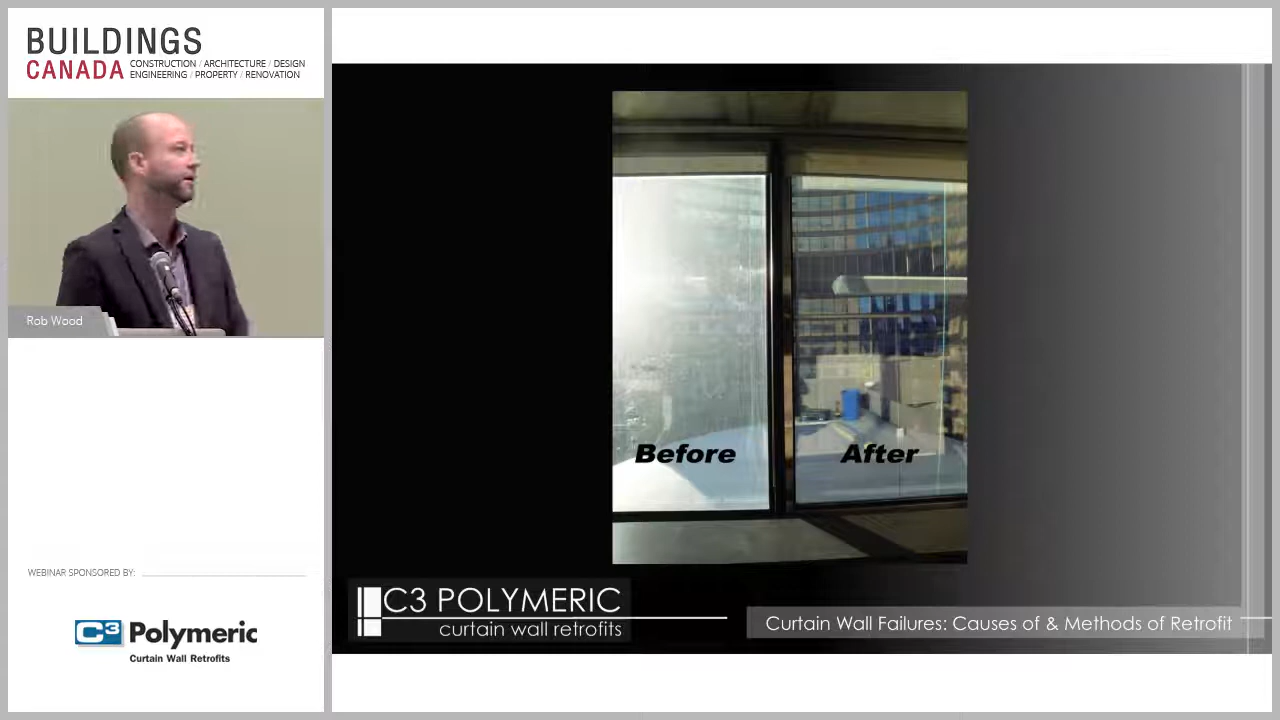 BUILDINGS
CANADA CONSTRUCTION / ARCHITECTURE / DESIGN
ENGINEERING / PROPERTY / RENOVATION
Rob Wood
WEBINAR SPONSORED BY:
C3 Polymeric
Curtain Wall Retrofits
Before After
C3 POLYMERIC
curtain wall retrofits
Curtain Wall Failures: Causes of & Methods of Retrofit